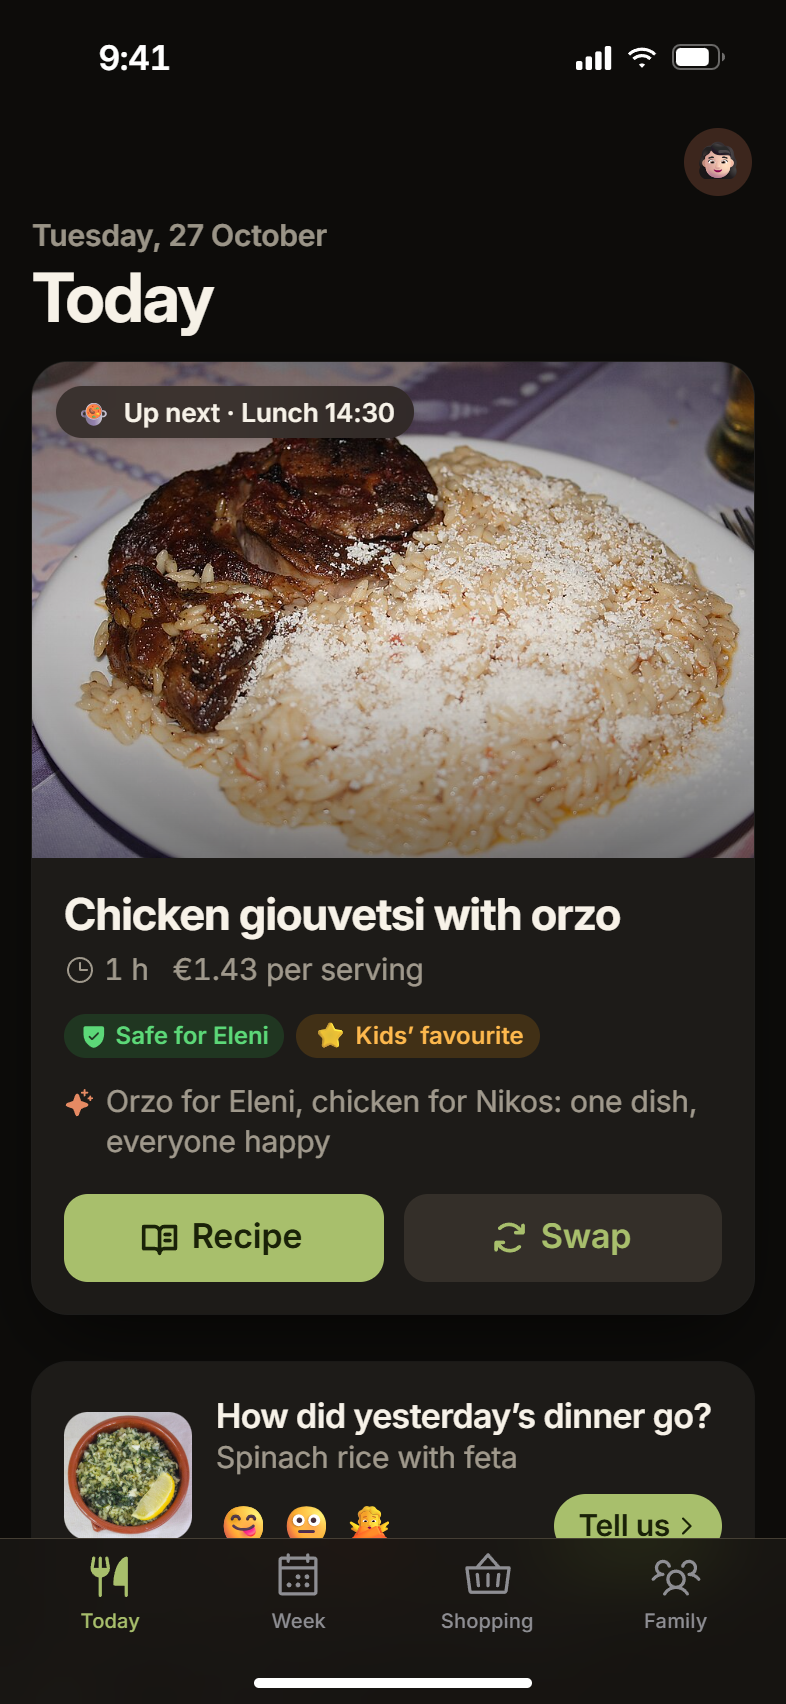 9:41
Tuesday, 27 October
Today
Up next · Lunch 14:30
Chicken giouvetsi with orzo
1 h €1.43 per serving
Safe for Eleni
Kids’ favourite
Orzo for Eleni, chicken for Nikos: one dish,
everyone happy
Recipe
Swap
How did yesterday’s dinner go?
Spinach rice with feta
Tell us
Today
Week
Shopping
Family